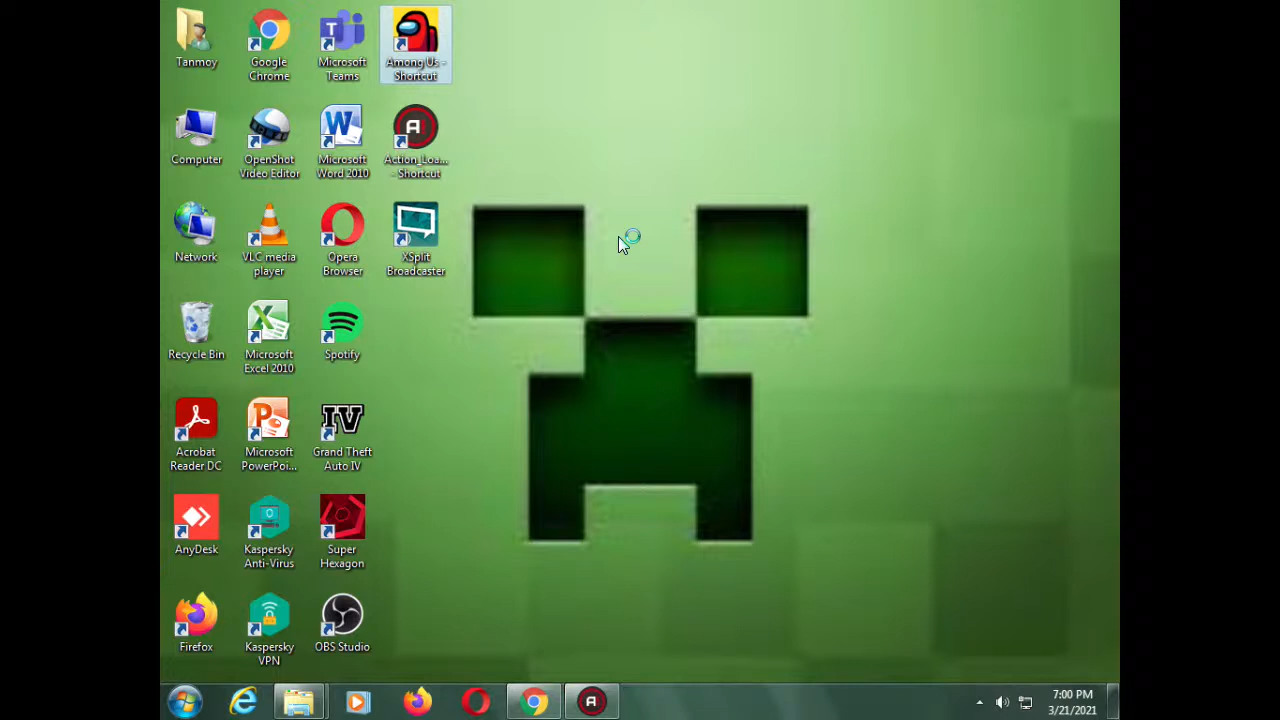 Tanmoy
Google
Chrome
Microsoft
Teams
Among Us -
Shortcut
Computer
OpenShot
Video Editor
Microsoft
Word 2010
A
Action_Loa...
- Shortcut
Network
VLC media
player
Opera
Browser
XSplit
Broadcaster
Recycle Bin
Microsoft
Excel 2010
Spotify
Acrobat
Reader DC
Microsoft
PowerPoi...
IV
Grand Theft
Auto IV
AnyDesk
Kaspersky
Anti-Virus
Super
Hexagon
Firefox
Kaspersky
VPN
OBS Studio
A
7:00 PM
3/21/2021